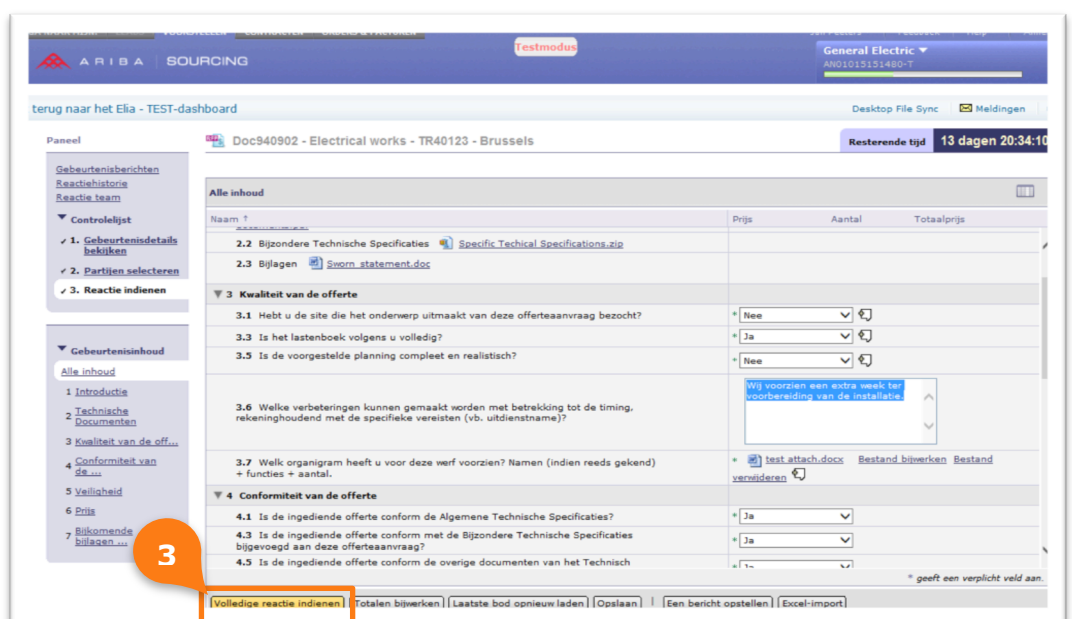 Testmodus
ARIBA SOURCING
General Electric
AN01015151480-T
terug naar het Elia - TEST-dashboard
Desktop File Sync Meldingen
Paneel
Doc940902 - Electrical works - TR40123 - Brussels
Resterende tijd 13 dagen 20:34:10
Gebeurtenisberichten
Reactiehistorie
Reactie team
Controlelijst
1. Gebeurtenisdetails
bekijken
2. Partijen selecteren
3. Reactie indienen
Gebeurtenisinhoud
Alle inhoud
1 Introductie
2 Technische
Documenten
3 Kwaliteit van de off...
4 Conformiteit van
de ...
5 Veiligheid
6 Prijs
7 Bijkomende
bijlagen ...
Alle inhoud
Naam ↑ Prijs Aantal Totaalprijs
2.2 Bijzondere Technische Specificaties Specific Techical Specifications.zip
2.3 Bijlagen Sworn statement.doc
3 Kwaliteit van de offerte
3.1 Hebt u de site die het onderwerp uitmaakt van deze offerteaanvraag bezocht? * Nee
3.3 Is het lastenboek volgens u volledig? * Ja
3.5 Is de voorgestelde planning compleet en realistisch? * Nee
Wij voorzien een extra week ter
voorbereiding van de installatie.
3.6 Welke verbeteringen kunnen gemaakt worden met betrekking tot de timing,
rekeninghoudend met de specifieke vereisten (vb. uitdienstname)?
3.7 Welk organigram heeft u voor deze werf voorzien? Namen (indien reeds gekend)
+ functies + aantal.
* test attach.docx Bestand bijwerken Bestand
verwijderen
4 Conformiteit van de offerte
4.1 Is de ingediende offerte conform de Algemene Technische Specificaties? * Ja
4.3 Is de ingediende offerte conform met de Bijzondere Technische Specificaties
bijgevoegd aan deze offerteaanvraag? * Ja
4.5 Is de ingediende offerte conform de overige documenten van het Technisch
* geeft een verplicht veld aan.
3
Volledige reactie indienen Totalen bijwerken Laatste bod opnieuw laden Opslaan | Een bericht opstellen Excel-import